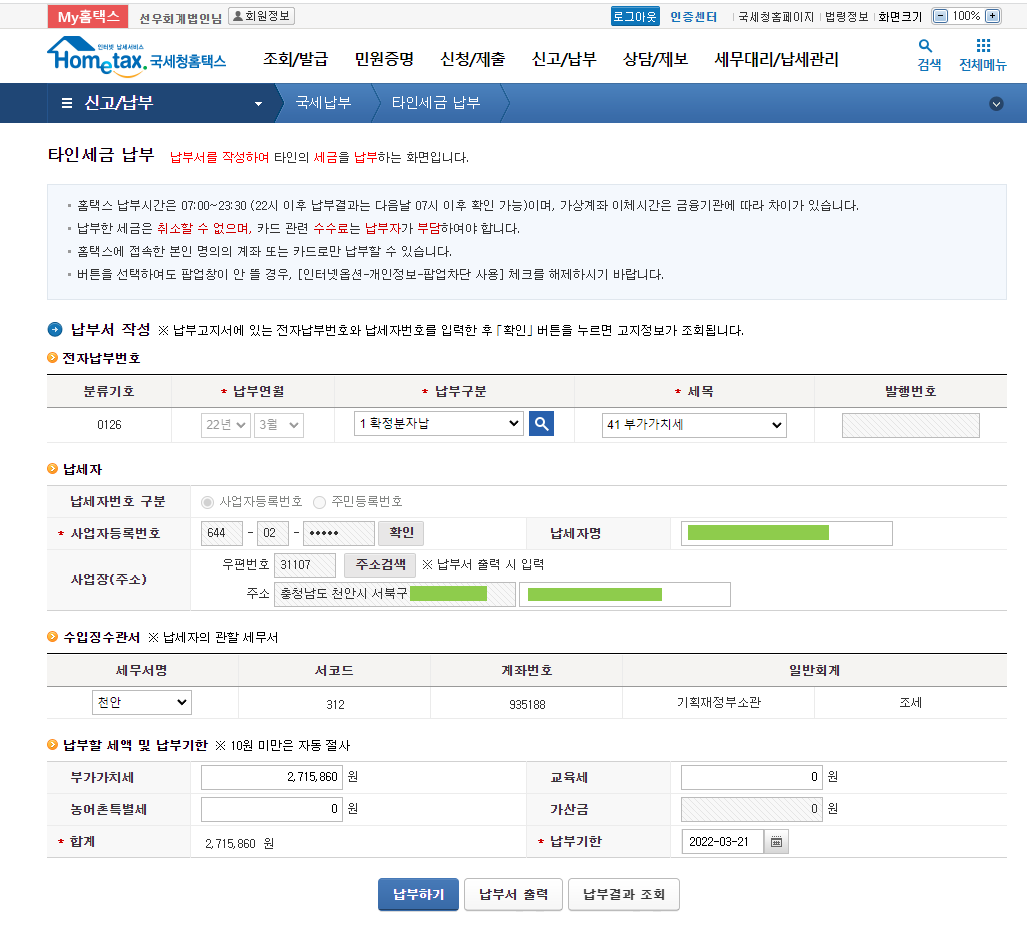 My홈택스 선우회계법인님 회원정보 로그아웃 인증센터 국세청홈페이지 법령정보 화면크기 100%
인터넷 납세서비스
Hometax. 국세청홈택스 조회/발급 민원증명 신청/제출 신고/납부 상담/제보 세무대리/납세관리 검색 전체메뉴
신고/납부 국세납부 타인세금 납부
타인세금 납부 납부서를 작성하여 타인의 세금을 납부하는 화면입니다.
홈택스 납부시간은 07:00~23:30 (22시 이후 납부결과는 다음날 07시 이후 확인 가능)이며, 가상계좌 이체시간은 금융기관에 따라 차이가 있습니다.
납부한 세금은 취소할 수 없으며, 카드 관련 수수료는 납부자가 부담하여야 합니다.
홈택스에 접속한 본인 명의의 계좌 또는 카드로만 납부할 수 있습니다.
버튼을 선택하여도 팝업창이 안 뜰 경우, [인터넷옵션-개인정보-팝업차단 사용] 체크를 해제하시기 바랍니다.
납부서 작성 ※ 납부고지서에 있는 전자납부번호와 납세자번호를 입력한 후 「확인」 버튼을 누르면 고지정보가 조회됩니다.
전자납부번호
분류기호 * 납부연월 * 납부구분 * 세목 발행번호
0126 22년 3월 1 확정분자납 41 부가가치세
납세자
납세자번호 구분 사업자등록번호 주민등록번호
* 사업자등록번호 644 - 02 - ••••• 확인 납세자명
사업장(주소) 우편번호 31107 주소검색 ※ 납부서 출력 시 입력
주소 충청남도 천안시 서북구
수입징수관서 ※ 납세자의 관할 세무서
세무서명 서코드 계좌번호 일반회계
천안 312 935188 기획재정부소관 조세
납부할 세액 및 납부기한 ※ 10원 미만은 자동 절사
부가가치세 2,715,860 원 교육세 0 원
농어촌특별세 0 원 가산금 0 원
* 합계 2,715,860 원 * 납부기한 2022-03-21
납부하기 납부서 출력 납부결과 조회